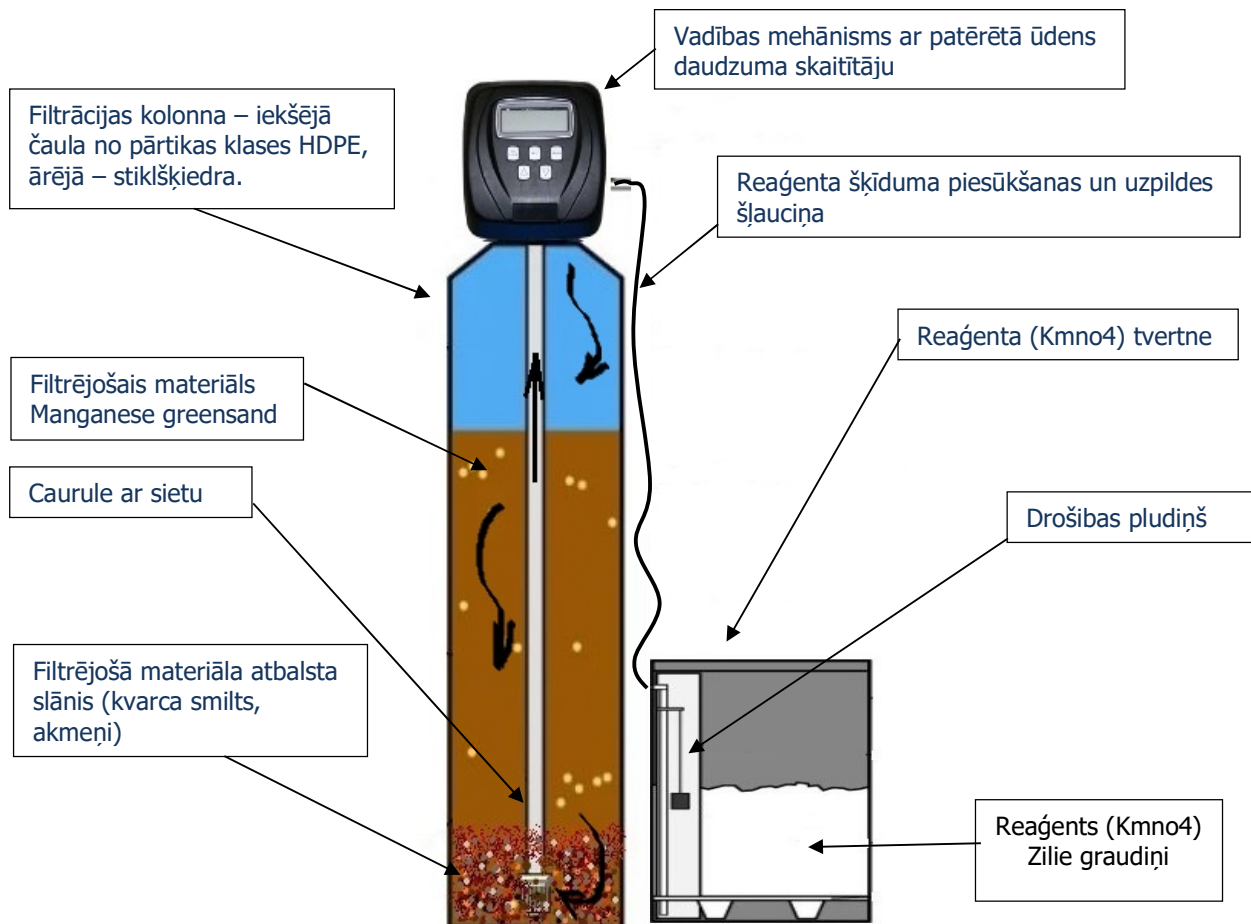 Vadības mehānisms ar patērētā ūdens
daudzuma skaitītāju
Filtrācijas kolonna – iekšējā
čaula no pārtikas klases HDPE,
ārējā – stiklšķiedra.
Reaģenta šķīduma piesūkšanas un uzpildes
šļauciņa
Reaģenta (Kmno4) tvertne
Filtrējošais materiāls
Manganese greensand
Caurule ar sietu
Drošibas pludiņš
Filtrējošā materiāla atbalsta
slānis (kvarca smilts,
akmeņi)
Reaģents (Kmno4)
Zilie graudiņi